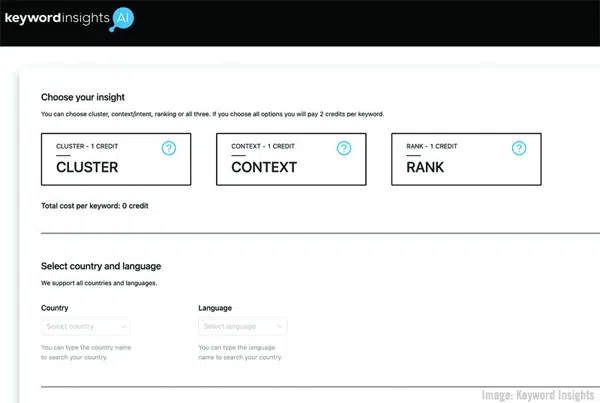 keywordinsights AI
Choose your insight
You can choose cluster, context/intent, ranking or all three. If you choose all options you will pay 2 credits per keyword.
CLUSTER - 1 CREDIT ?
CLUSTER
CONTEXT - 1 CREDIT ?
CONTEXT
RANK - 1 CREDIT ?
RANK
Total cost per keyword: 0 credit
Select country and language
We support all countries and languages.
Country
Select country
You can type the country name
to search your country.
Language
Select language
You can type the language
name to search your country.
Image: Keyword Insights